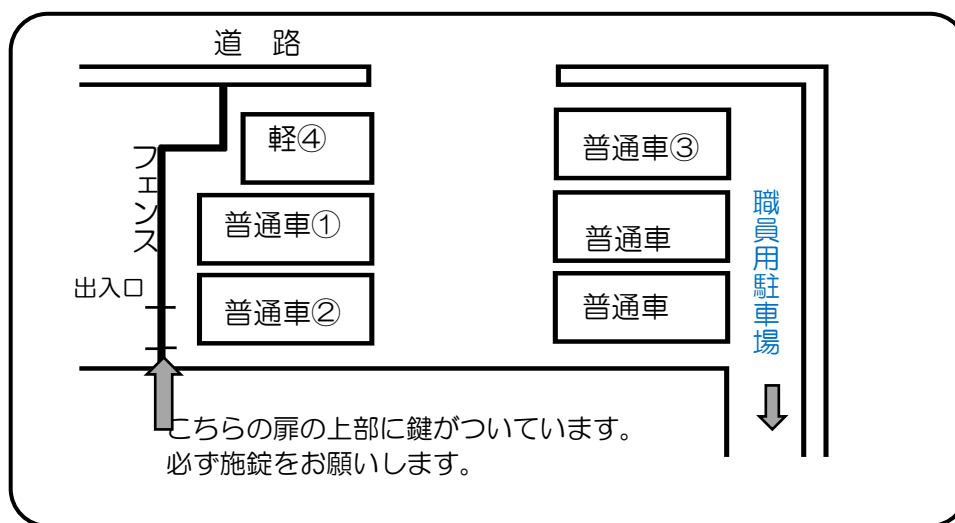 道　路
軽④
普通車③
フェンス
普通車①
普通車
職員用駐車場
出入口
普通車②
普通車
こちらの扉の上部に鍵がついています。
必ず施錠をお願いします。